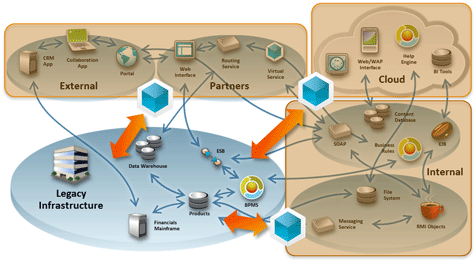 CRM
App
Collaboration
App
Portal
Web
Interface
Routing
Service
Virtual
Service
External
Partners
Web/WAP
Interface
Help
Engine
BI Tools
Cloud
Content
Database
SOAP
Business
Rules
EJB
Internal
File
System
Messaging
Service
RMI Objects
Data Warehouse
ESB
BPMS
Legacy
Infrastructure
Financials
Mainframe
Products